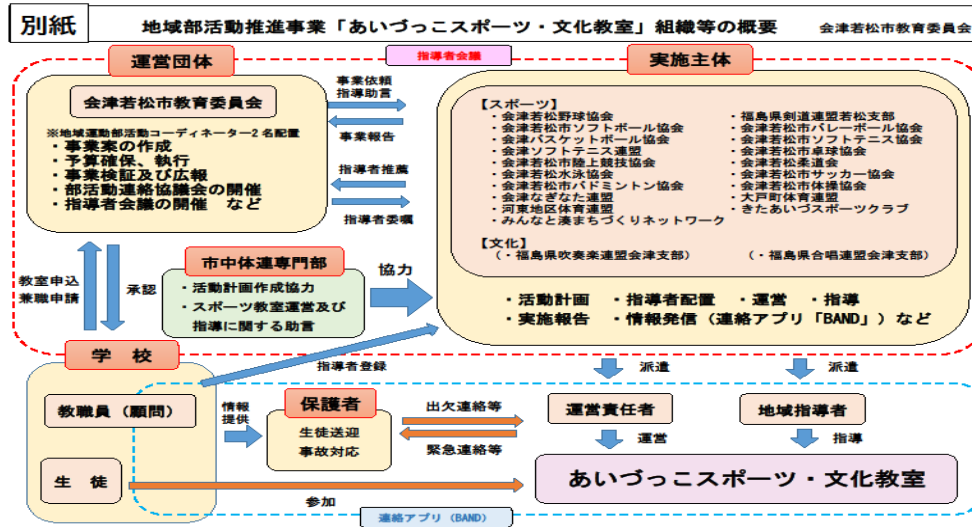 別紙
地域部活動推進事業「あいづっこスポーツ・文化教室」組織等の概要
会津若松市教育委員会
指導者会議
運営団体
会津若松市教育委員会
※地域運動部活動コーディネーター2名配置
・事業案の作成
・予算確保、執行
・事業検証及び広報
・部活動連絡協議会の開催
・指導者会議の開催 など
事業依頼
指導助言
事業報告
指導者推薦
指導者委嘱
実施主体
【スポーツ】
・会津若松野球協会
・福島県剣道連盟若松支部
・会津若松市ソフトボール協会
・会津若松市バレーボール協会
・会津バスケットボール協会
・会津若松市ソフトテニス協会
・会津ソフトテニス連盟
・会津若松市卓球協会
・会津若松市陸上競技協会
・会津若松柔道会
・会津若松水泳協会
・会津若松市サッカー協会
・会津若松市バドミントン協会
・会津若松市体操協会
・会津なぎなた連盟
・大戸町体育連盟
・河東地区体育連盟
・きたあいづスポーツクラブ
・みんなと湊まちづくりネットワーク
【文化】
（・福島県吹奏楽連盟会津支部）
（・福島県合唱連盟会津支部）
・活動計画 ・指導者配置 ・運営 ・指導
・実施報告 ・情報発信（連絡アプリ「BAND」）など
教室申込
兼職申請
承認
市中体連専門部
・活動計画作成協力
・スポーツ教室運営及び
指導に関する助言
協力
学 校
指導者登録
派遣
派遣
教職員（顧問）
情報
提供
保護者
生徒送迎
事故対応
出欠連絡等
緊急連絡等
運営責任者
地域指導者
運営
指導
生 徒
参加
あいづっこスポーツ・文化教室
連絡アプリ（BAND）